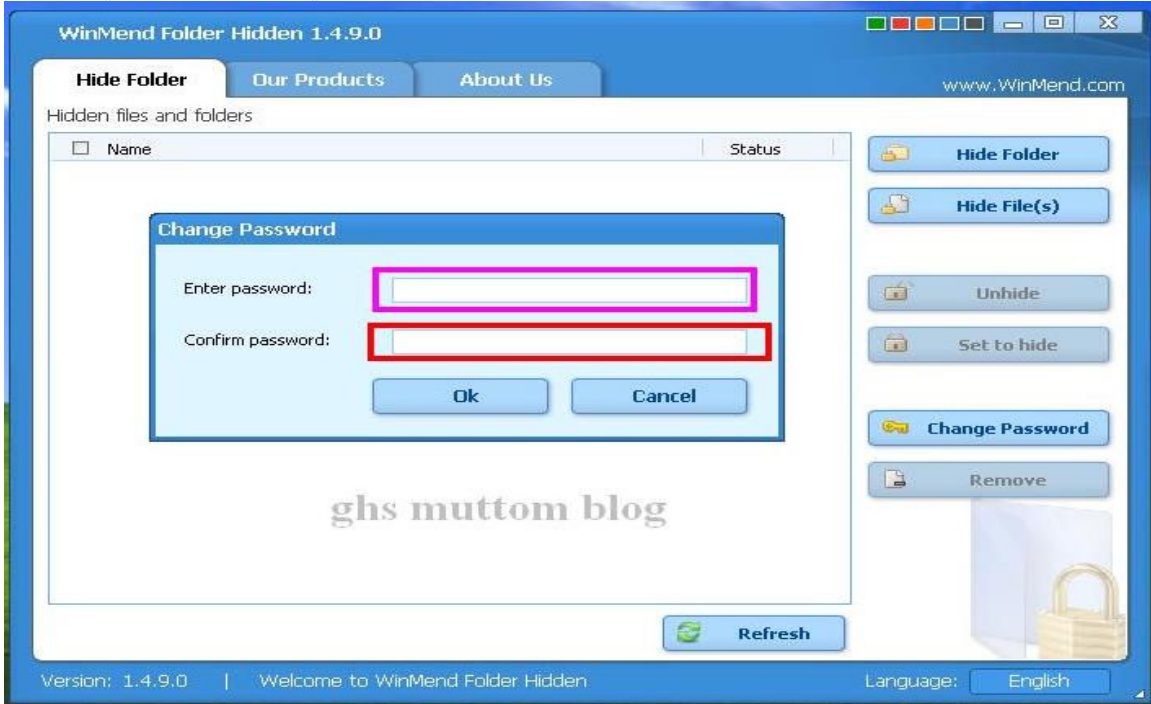 WinMend Folder Hidden 1.4.9.0
Hide Folder
Our Products
About Us
www.WinMend.com
Hidden files and folders
Name
Status
Hide Folder
Hide File(s)
Change Password
Enter password:
Confirm password:
Ok
Cancel
Unhide
Set to hide
Change Password
Remove
ghs muttom blog
Refresh
Version: 1.4.9.0 | Welcome to WinMend Folder Hidden
Language: English